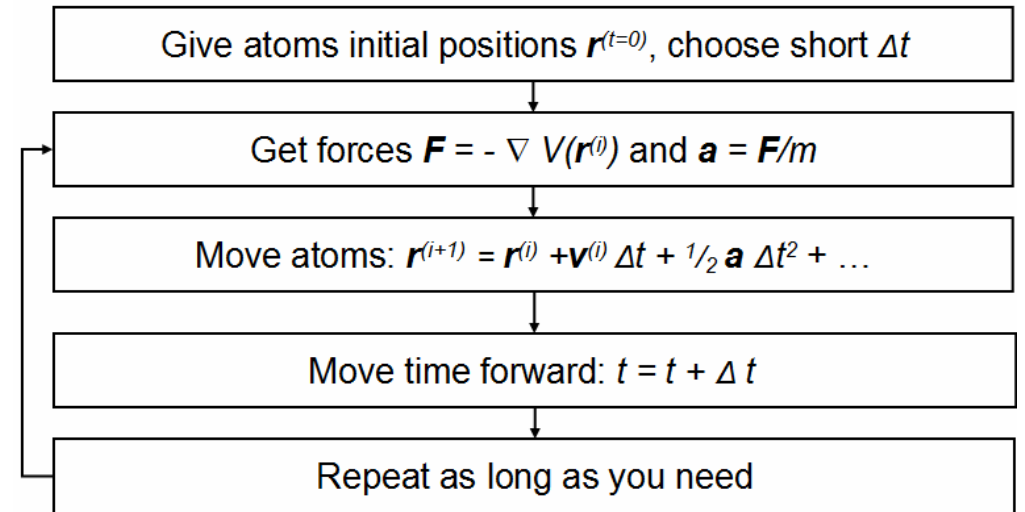 Give atoms initial positions r⁽ᵗ⁼⁰⁾, choose short Δt
Get forces F = - ∇ V(r⁽ⁱ⁾) and a = F/m
Move atoms: r⁽ⁱ⁺¹⁾ = r⁽ⁱ⁾ +v⁽ⁱ⁾ Δt + ¹/₂ a Δt² + …
Move time forward: t = t + Δ t
Repeat as long as you need